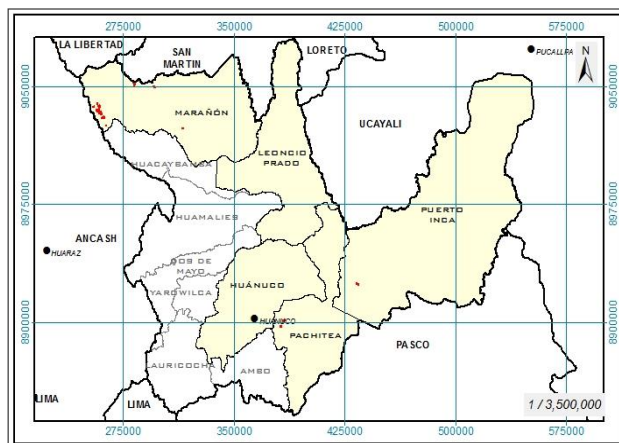 275000 350000 425000 500000 575000
LA LIBERTAD
SAN
MARTIN
LORETO
PUCALLPA
N
9050000
9050000
MARAÑÓN
UCAYALI
LEONCIO
PRADO
HUACAYBAMBA
8975000
8975000
HUAMALIES
PUERTO
INCA
ANCASH
HUARAZ
DOS DE
MAYO
YAROWILCA
HUÁNUCO
HUÁNUCO
8900000
8900000
PACHITEA
PASCO
LAURICOCHA
AMBO
LIMA
LIMA
1 / 3,500,000
275000 350000 425000 500000 575000